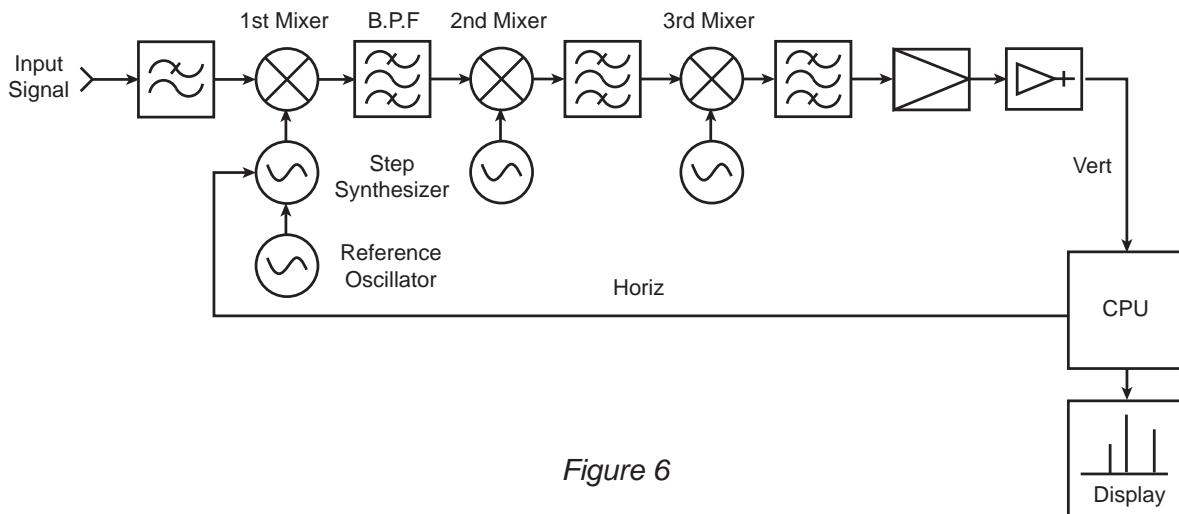 1st Mixer
B.P.F
2nd Mixer
3rd Mixer
Input
Signal
Step
Synthesizer
Reference
Oscillator
Vert
Horiz
CPU
Figure 6
Display